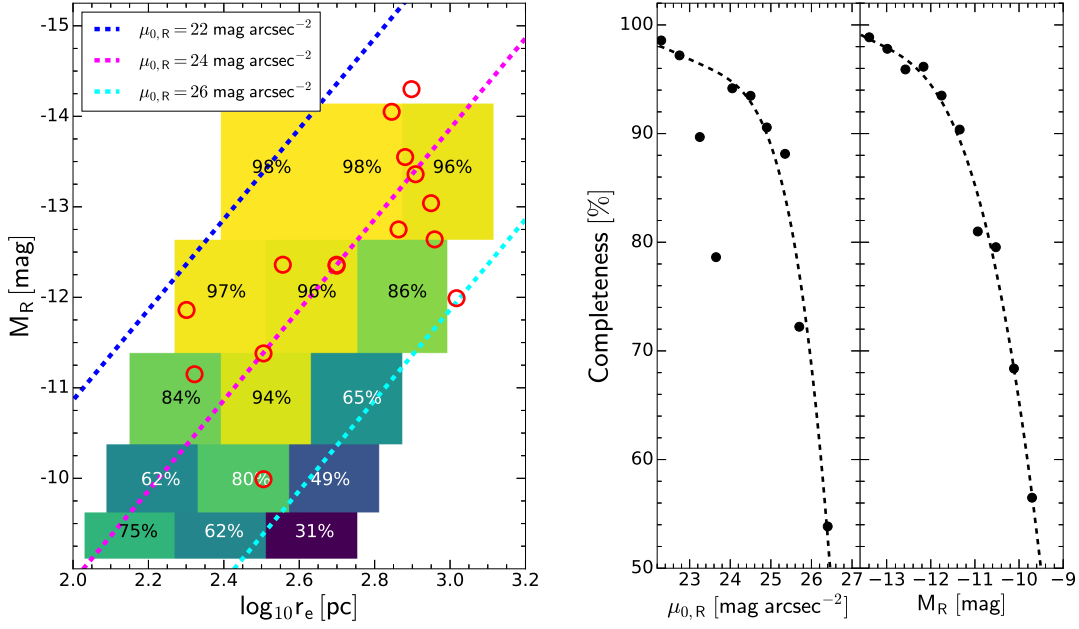 μ0,R = 22 mag arcsec−2
μ0,R = 24 mag arcsec−2
μ0,R = 26 mag arcsec−2
-15
-14
-13
-12
-11
-10
MR [mag]
98% 98% 96%
97% 96% 86%
84% 94% 65%
62% 80% 49%
75% 62% 31%
2.0 2.2 2.4 2.6 2.8 3.0 3.2
log10re [pc]
100
90
80
70
60
50
Completeness [%]
23 24 25 26 27
μ0,R [mag arcsec−2]
-13 -12 -11 -10 -9
MR [mag]